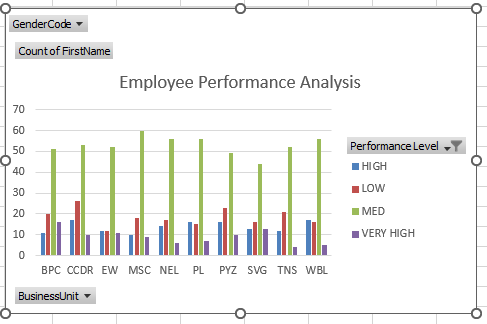 GenderCode
Count of FirstName
Employee Performance Analysis
70
60
50
40
30
20
10
0
BPC CCDR EW MSC NEL PL PYZ SVG TNS WBL
Performance Level
HIGH
LOW
MED
VERY HIGH
BusinessUnit